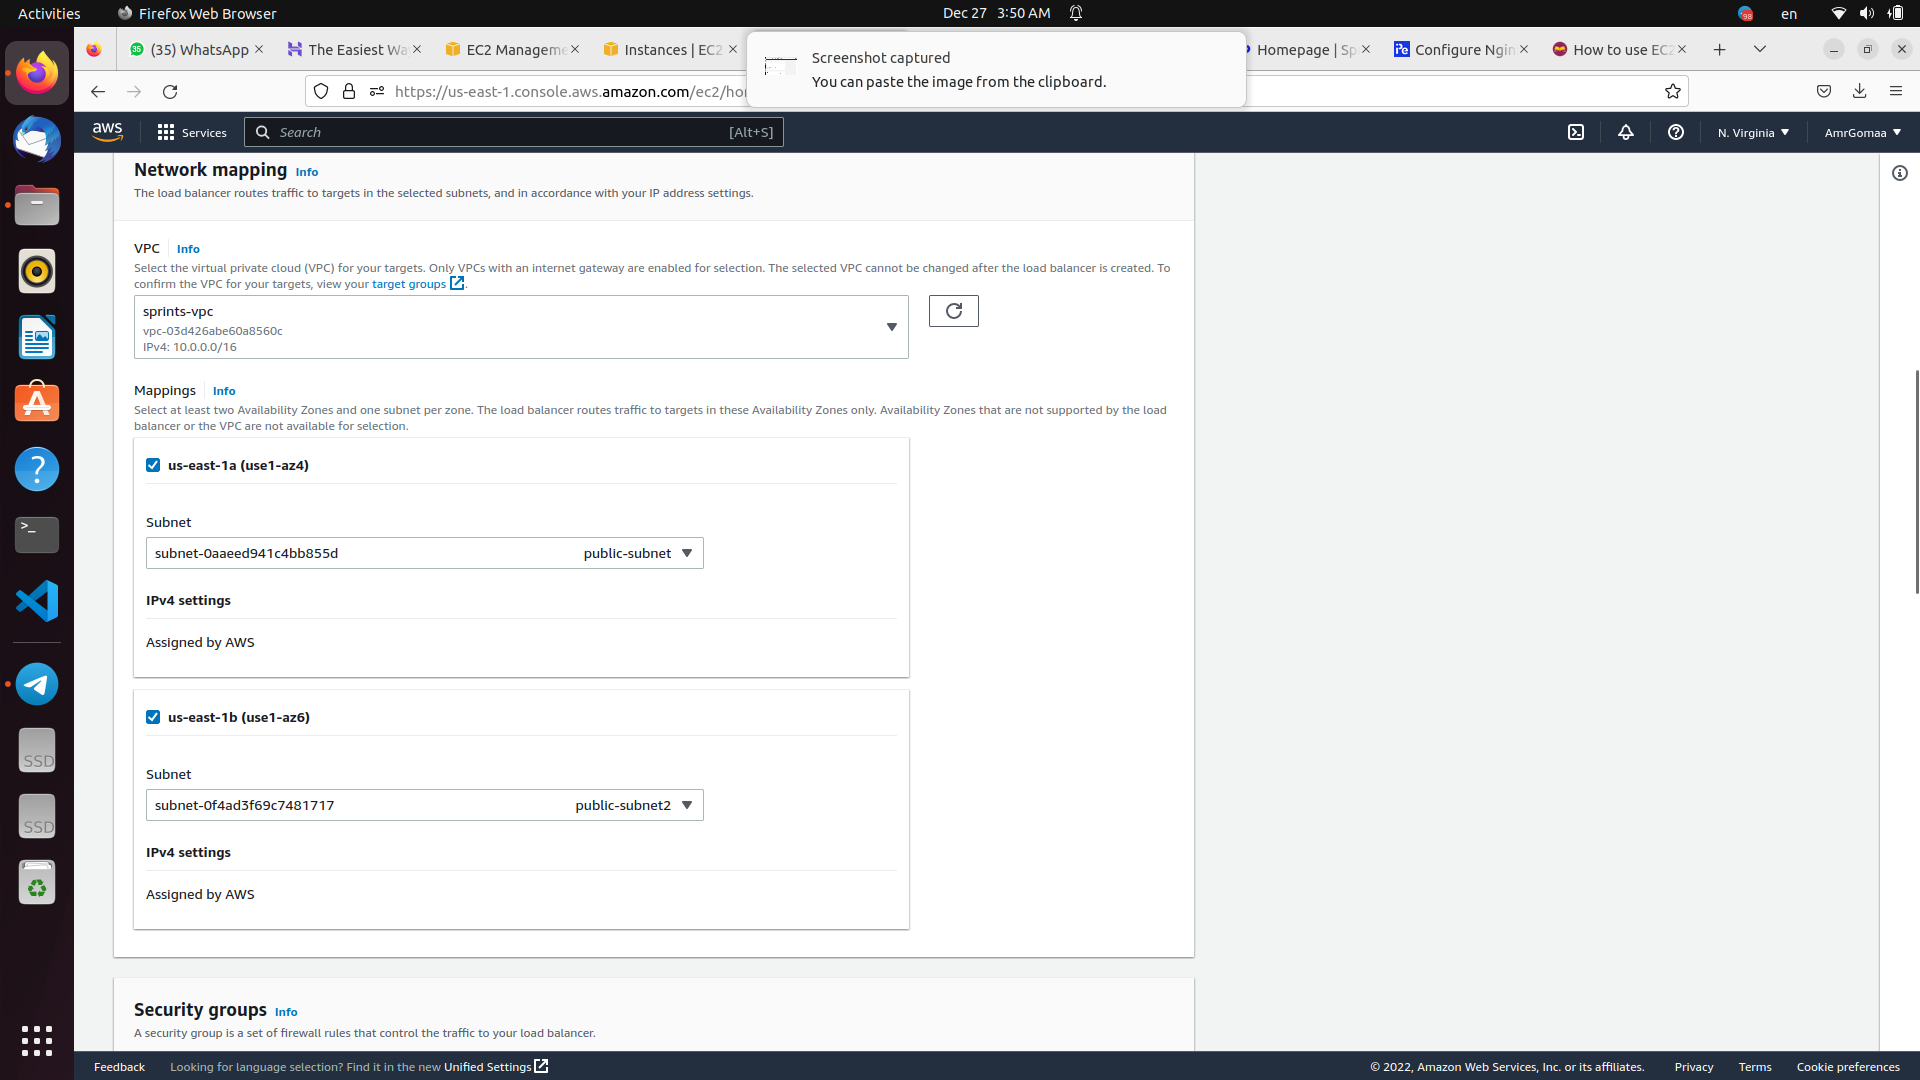 Activities
Firefox Web Browser
Dec 27 3:50 AM
98
en
35
(35) WhatsApp
The Easiest Wa
EC2 Manageme
Instances | EC2
Homepage | Sp
Configure Ngin
How to use EC2
Screenshot captured
You can paste the image from the clipboard.
https://us-east-1.console.aws.amazon.com/ec2/ho
aws
Services
Search
[Alt+S]
N. Virginia
AmrGomaa
Network mapping Info
The load balancer routes traffic to targets in the selected subnets, and in accordance with your IP address settings.
VPC Info
Select the virtual private cloud (VPC) for your targets. Only VPCs with an internet gateway are enabled for selection. The selected VPC cannot be changed after the load balancer is created. To
confirm the VPC for your targets, view your target groups.
sprints-vpc
vpc-03d426abe60a8560c
IPv4: 10.0.0.0/16
Mappings Info
Select at least two Availability Zones and one subnet per zone. The load balancer routes traffic to targets in these Availability Zones only. Availability Zones that are not supported by the load
balancer or the VPC are not available for selection.
us-east-1a (use1-az4)
Subnet
subnet-0aaeed941c4bb855d public-subnet
IPv4 settings
Assigned by AWS
us-east-1b (use1-az6)
Subnet
subnet-0f4ad3f69c7481717 public-subnet2
IPv4 settings
Assigned by AWS
SSD
SSD
Security groups Info
A security group is a set of firewall rules that control the traffic to your load balancer.
Feedback
Looking for language selection? Find it in the new Unified Settings
© 2022, Amazon Web Services, Inc. or its affiliates.
Privacy
Terms
Cookie preferences